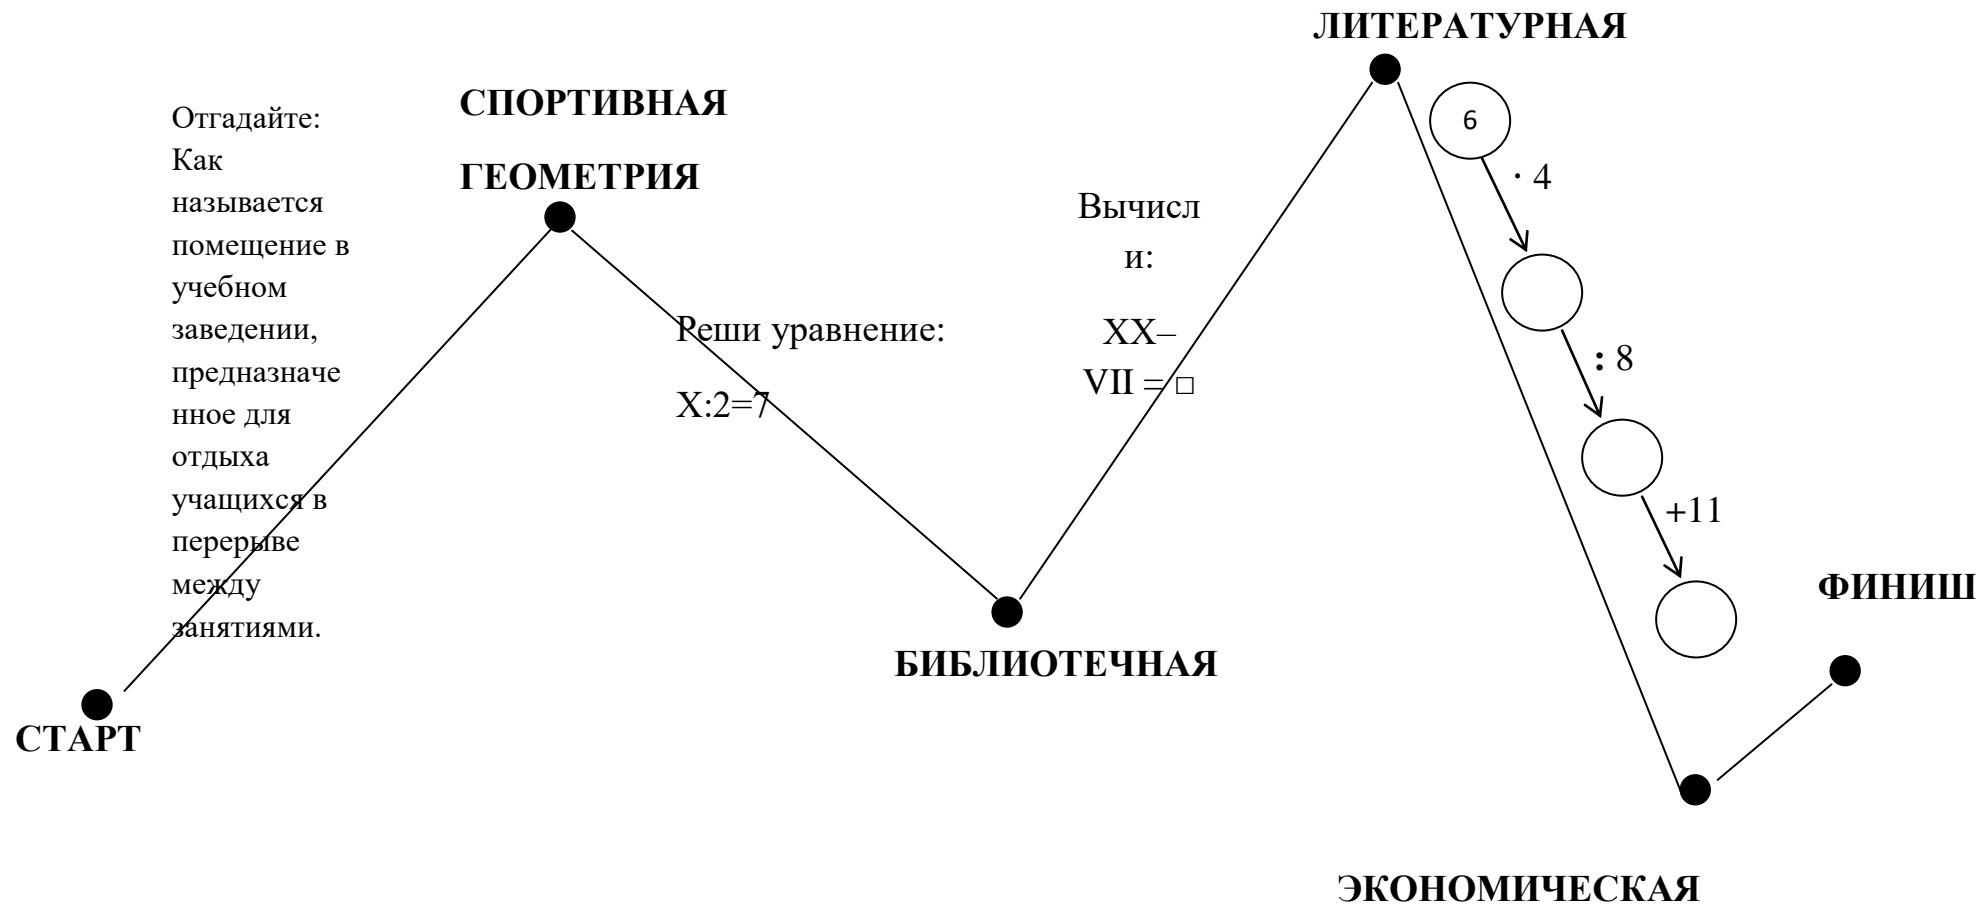 ЛИТЕРАТУРНАЯ
СПОРТИВНАЯ
ГЕОМЕТРИЯ
Отгадайте:
Как
называется
помещение в
учебном
заведении,
предназначе
нное для
отдыха
учащихся в
перерыве
между
занятиями.
СТАРТ
Реши уравнение:
X:2=7
БИБЛИОТЕЧНАЯ
Вычисл
и:
XX–
VII = □
6
· 4
: 8
+11
ФИНИШ
ЭКОНОМИЧЕСКАЯ